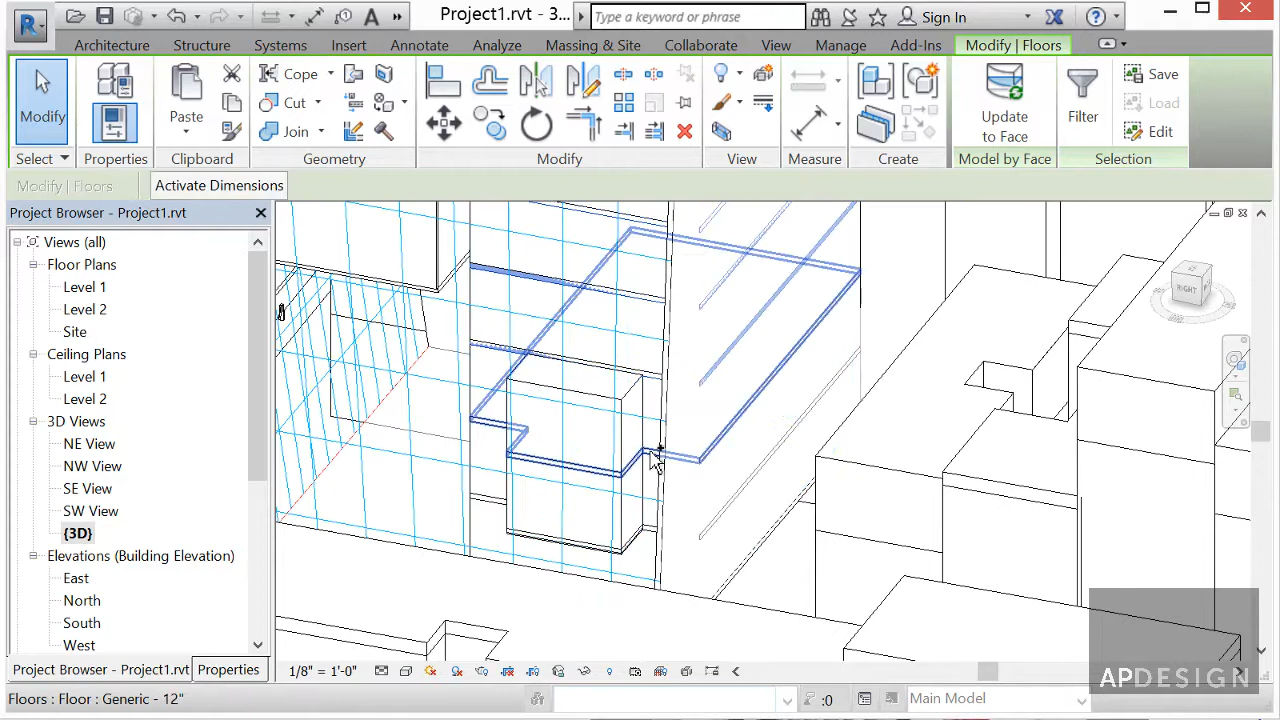 Project1.rvt - 3...
Type a keyword or phrase
Sign In
Architecture Structure Systems Insert Annotate Analyze Massing & Site Collaborate View Manage Add-Ins Modify | Floors
Modify
Select
Properties
Paste
Clipboard
Cope
Cut
Join
Geometry
Modify
View
Measure
Create
Update
to Face
Model by Face
Filter
Save
Load
Edit
Selection
Modify | Floors
Activate Dimensions
Project Browser - Project1.rvt
Views (all)
Floor Plans
Level 1
Level 2
Site
Ceiling Plans
Level 1
Level 2
3D Views
NE View
NW View
SE View
SW View
{3D}
Elevations (Building Elevation)
East
North
South
West
Project Browser - Project1.rvt Properties
RIGHT
1/8" = 1'-0"
Floors : Floor : Generic - 12"
:0
Main Model
APDESIGN